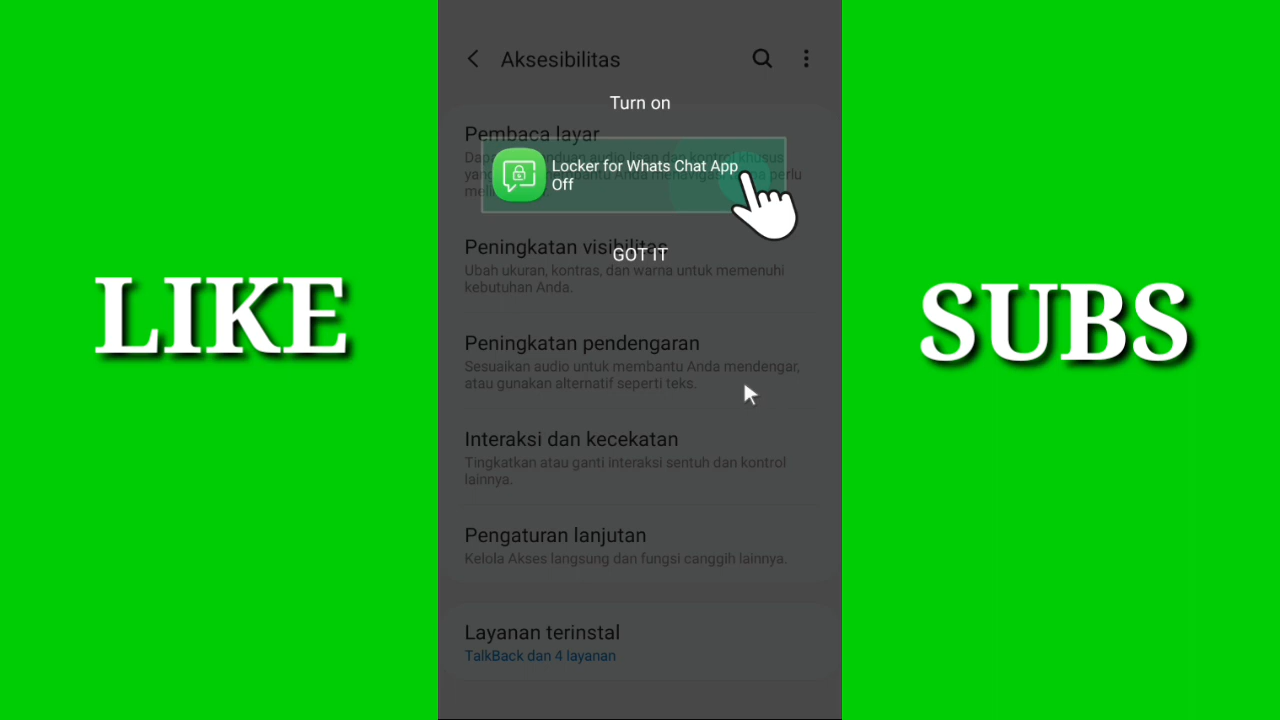 LIKE
Aksesibilitas
Turn on
Pembaca layar
Locker for Whats Chat App
Off
Peningkatan visibilitas
GOT IT
Ubah ukuran, kontras, dan warna untuk memenuhi
kebutuhan Anda.
Peningkatan pendengaran
Sesuaikan audio untuk membantu Anda mendengar,
atau gunakan alternatif seperti teks.
Interaksi dan kecekatan
Tingkatkan atau ganti interaksi sentuh dan kontrol
lainnya.
Pengaturan lanjutan
Kelola Akses langsung dan fungsi canggih lainnya.
Layanan terinstal
TalkBack dan 4 layanan
SUBS